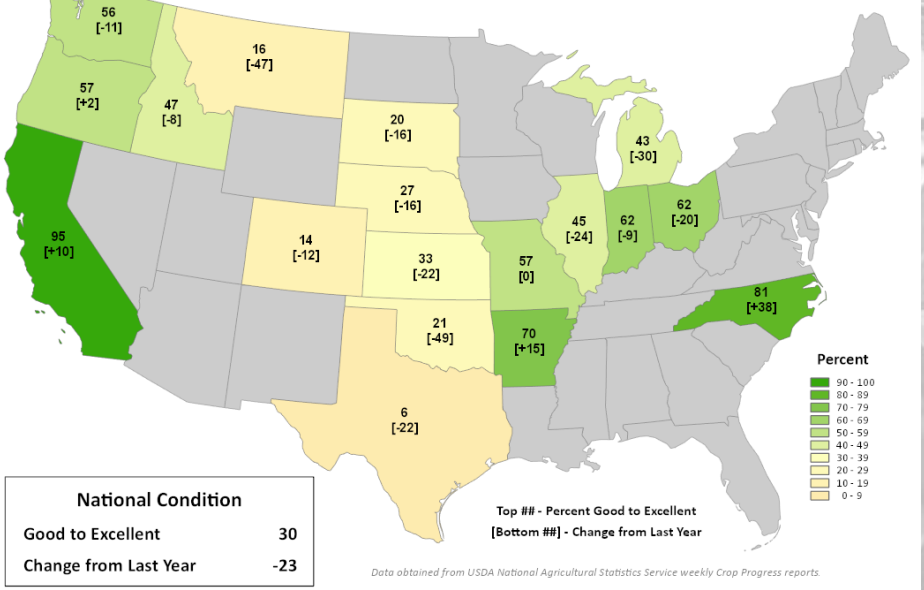 56
[-11]
16
[-47]
57
[+2]
47
[-8]
20
[-16]
43
[-30]
27
[-16]
62
[-20]
62
[-9]
45
[-24]
95
[+10]
14
[-12]
33
[-22]
57
[0]
81
[+38]
21
[-49]
70
[+15]
6
[-22]
Percent
90 - 100
80 - 89
70 - 79
60 - 69
50 - 59
40 - 49
30 - 39
20 - 29
10 - 19
0 - 9
National Condition
Good to Excellent 30
Change from Last Year -23
Top ## - Percent Good to Excellent
[Bottom ##] - Change from Last Year
Data obtained from USDA National Agricultural Statistics Service weekly Crop Progress reports.